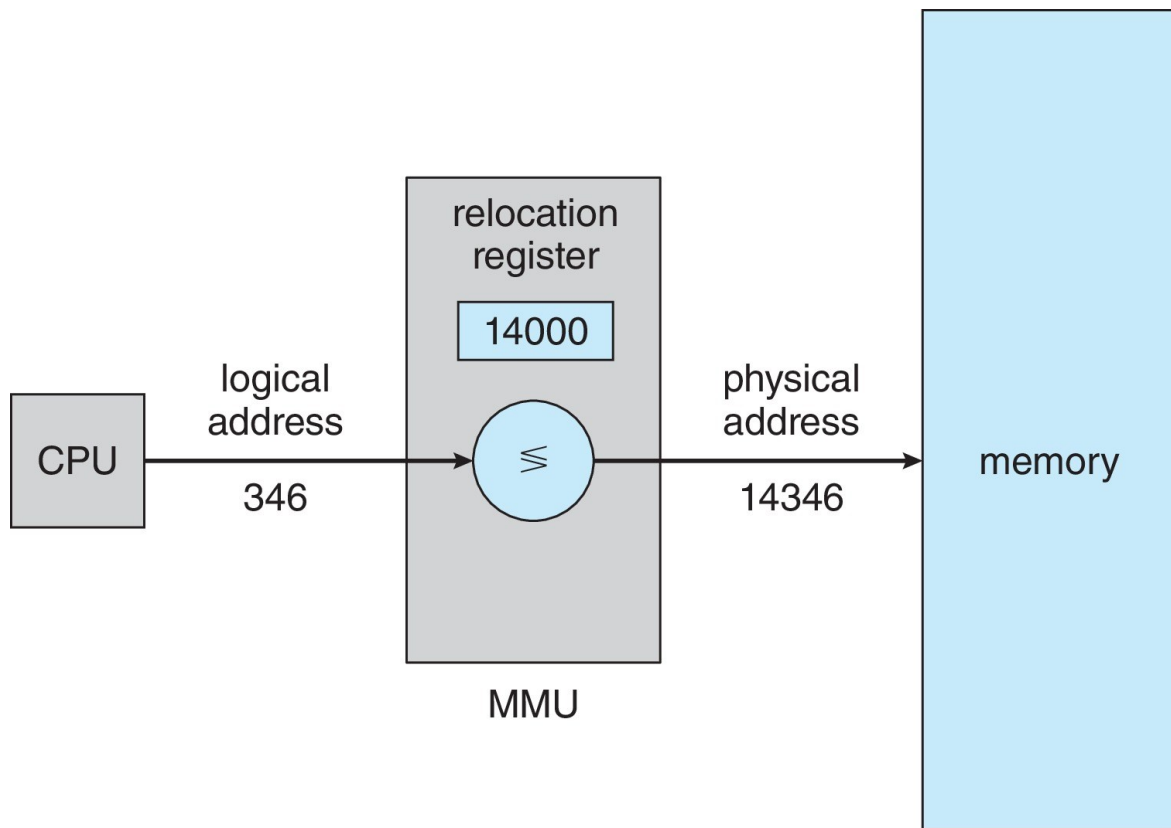 relocation
register
14000
logical
address
physical
address
CPU
⋚
memory
346
14346
MMU